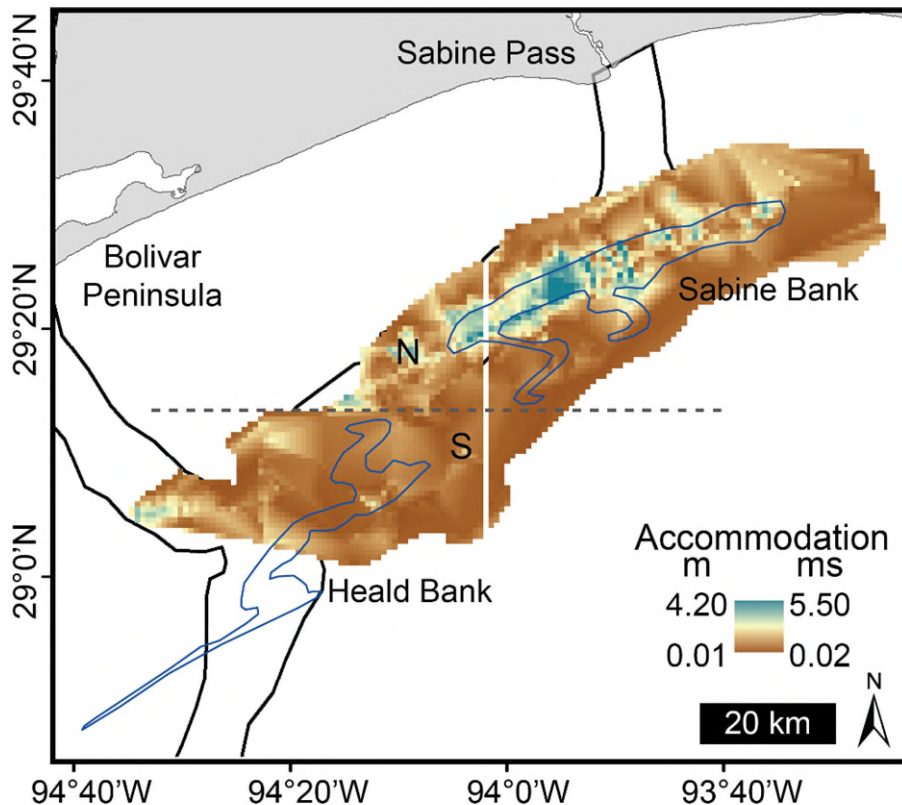 Sabine Pass
29°40'N
Bolivar
Peninsula
29°20'N
Sabine Bank
N
S
29°0'N
Heald Bank
Accommodation
m ms
4.20 5.50
0.01 0.02
20 km
N
94°40'W 94°20'W 94°0'W 93°40'W